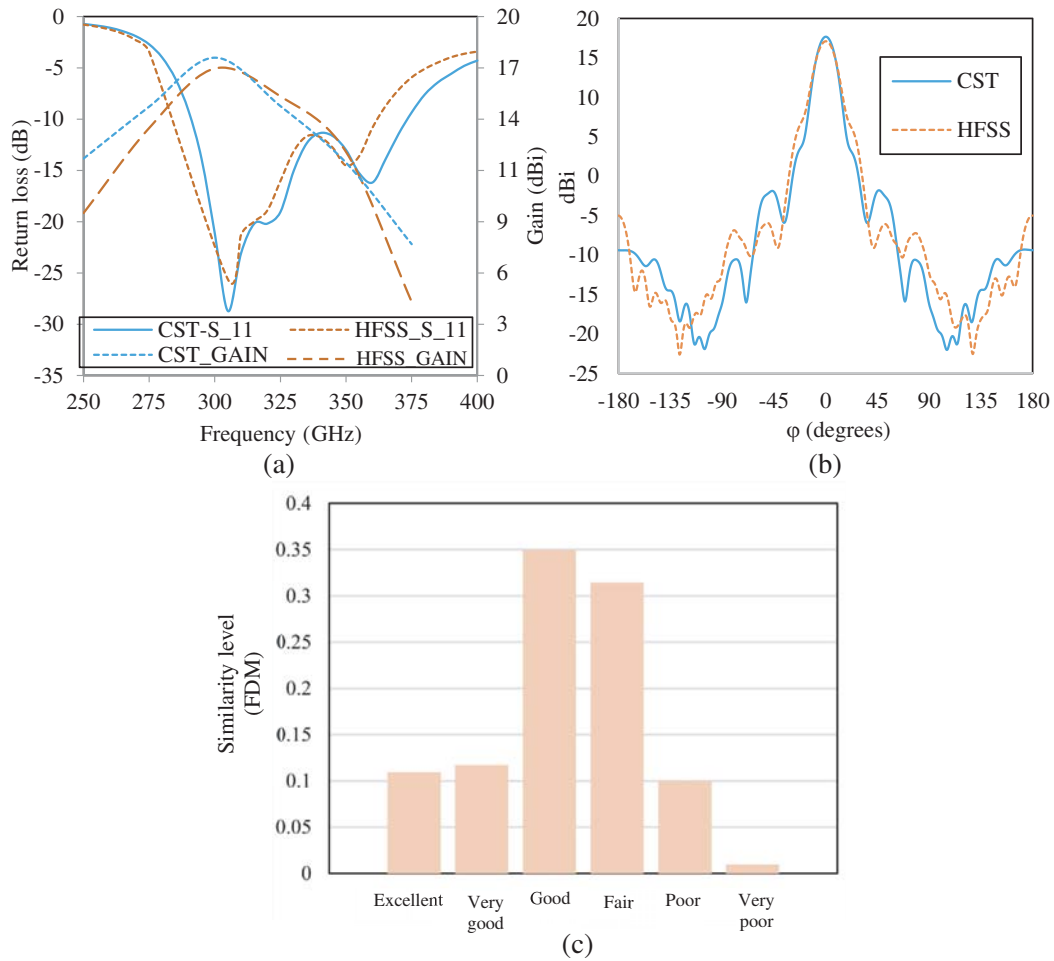 0
-5
-10
-15
-20
-25
-30
-35
Return loss (dB)
20
17
14
11
9
6
3
0
Gain (dBi)
CST-S_11
HFSS_S_11
CST_GAIN
HFSS_GAIN
250 275 300 325 350 375 400
Frequency (GHz)
(a)
20
15
10
5
0
-5
-10
-15
-20
-25
dBi
CST
HFSS
-180 -135 -90 -45 0 45 90 135 180
φ (degrees)
(b)
0.4
0.35
0.3
0.25
0.2
0.15
0.1
0.05
0
Similarity level
(FDM)
Excellent Very Good Fair Poor Very
good poor
(c)